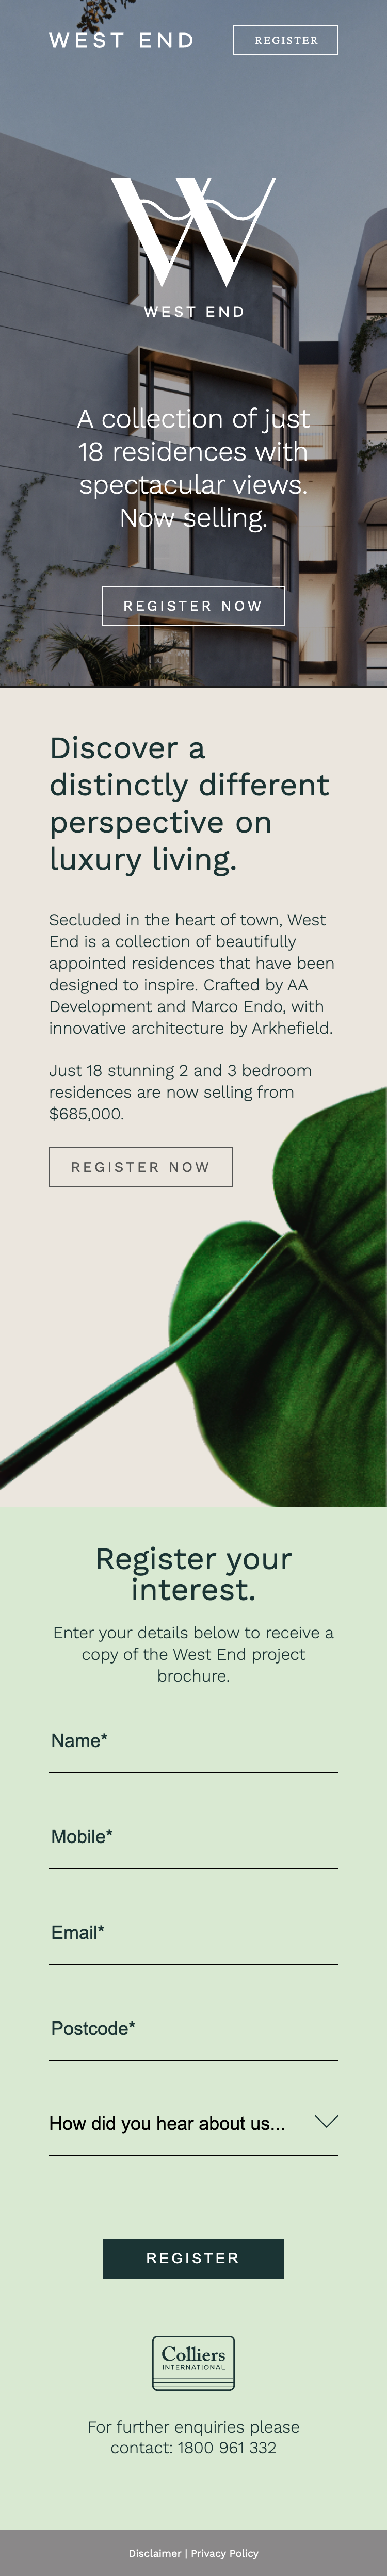 WEST END
REGISTER
W
WEST END
A collection of just
18 residences with
spectacular views.
Now selling.
REGISTER NOW
Discover a
distinctly different
perspective on
luxury living.
Secluded in the heart of town, West
End is a collection of beautifully
appointed residences that have been
designed to inspire. Crafted by AA
Development and Marco Endo, with
innovative architecture by Arkhefield.
Just 18 stunning 2 and 3 bedroom
residences are now selling from
$685,000.
REGISTER NOW
Register your
interest.
Enter your details below to receive a
copy of the West End project
brochure.
Name*
Mobile*
Email*
Postcode*
How did you hear about us...
REGISTER
Colliers
INTERNATIONAL
For further enquiries please
contact: 1800 961 332
Disclaimer | Privacy Policy